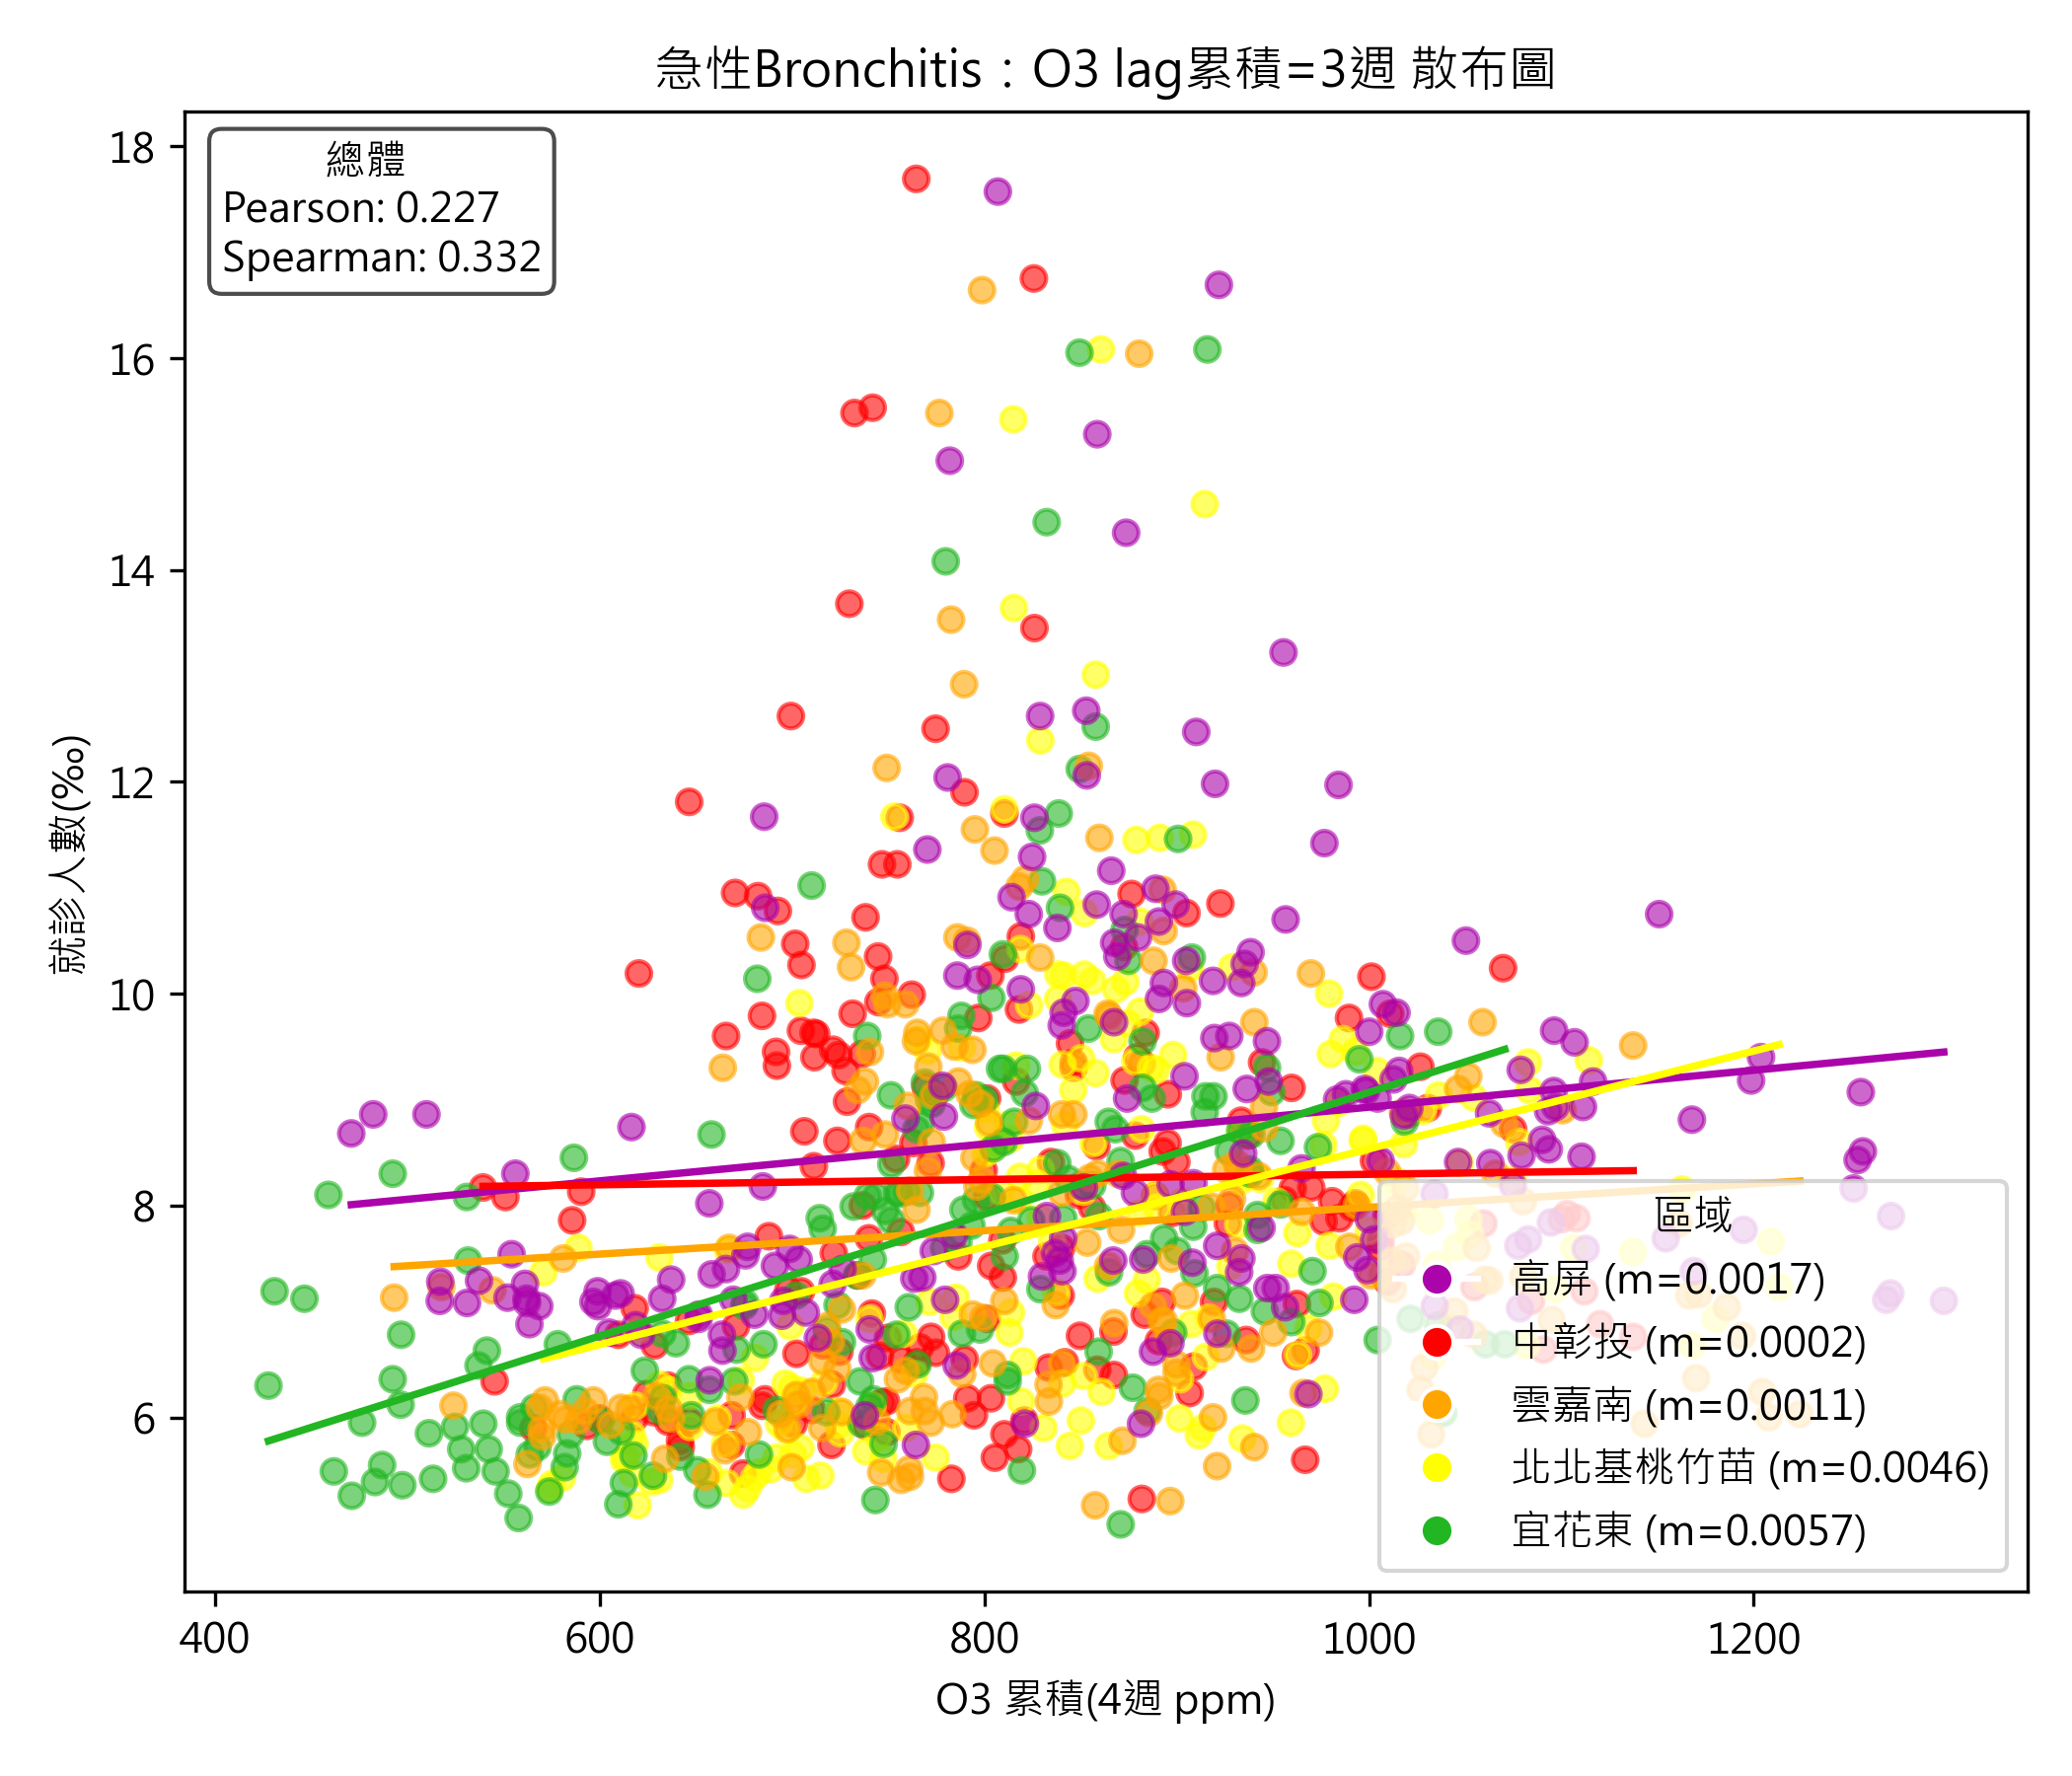 急性Bronchitis：O3 lag累積=3週 散布圖
總體
Pearson: 0.227
Spearman: 0.332
18
16
14
12
10
8
6
就診人數(‰)
400
600
800
1000
1200
O3 累積(4週 ppm)
區域
高屏 (m=0.0017)
中彰投 (m=0.0002)
雲嘉南 (m=0.0011)
北北基桃竹苗 (m=0.0046)
宜花東 (m=0.0057)